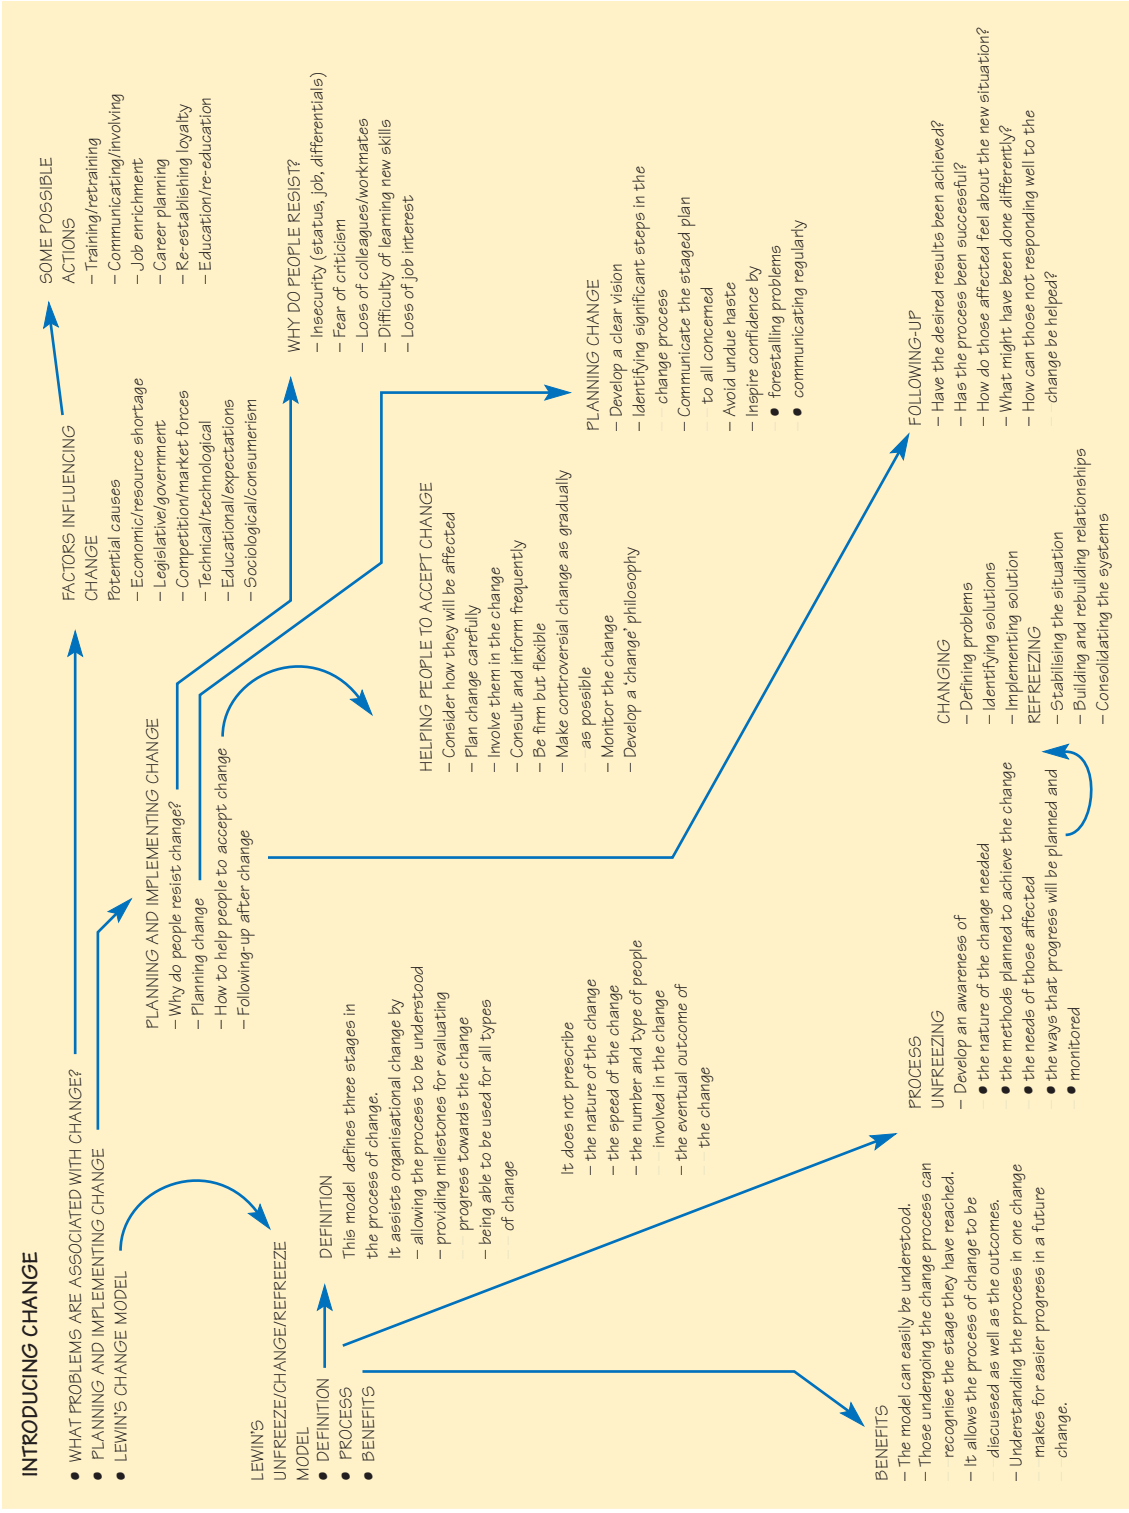 INTRODUCING CHANGE
● WHAT PROBLEMS ARE ASSOCIATED WITH CHANGE?
● PLANNING AND IMPLEMENTING CHANGE
● LEWIN'S CHANGE MODEL
FACTORS INFLUENCING
CHANGE
Potential causes
– Economic/resource shortage
– Legislative/government
– Competition/market forces
– Technical/technological
– Educational/expectations
– Sociological/consumerism
SOME POSSIBLE
ACTIONS
– Training/retraining
– Communicating/involving
– Job enrichment
– Career planning
– Re-establishing loyalty
– Education/re-education
PLANNING AND IMPLEMENTING CHANGE
– Why do people resist change?
– Planning change
– How to help people to accept change
– Following-up after change
WHY DO PEOPLE RESIST?
– Insecurity (status, job, differentials)
– Fear of criticism
– Loss of colleagues/workmates
– Difficulty of learning new skills
– Loss of job interest
LEWIN'S
UNFREEZE/CHANGE/REFREEZE
MODEL
● DEFINITION
● PROCESS
● BENEFITS
DEFINITION
This model defines three stages in
the process of change.
It assists organisational change by
– allowing the process to be understood
– providing milestones for evaluating
progress towards the change
– being able to be used for all types
of change
It does not prescribe
– the nature of the change
– the speed of the change
– the number and type of people
involved in the change
– the eventual outcome of
the change
HELPING PEOPLE TO ACCEPT CHANGE
– Consider how they will be affected
– Plan change carefully
– Involve them in the change
– Consult and inform frequently
– Be firm but flexible
– Make controversial change as gradually
as possible
– Monitor the change
– Develop a 'change' philosophy
PLANNING CHANGE
– Develop a clear vision
– Identifying significant steps in the
change process
– Communicate the staged plan
to all concerned
– Avoid undue haste
– Inspire confidence by
● forestalling problems
● communicating regularly
BENEFITS
– The model can easily be understood.
– Those undergoing the change process can
recognise the stage they have reached.
– It allows the process of change to be
discussed as well as the outcomes.
– Understanding the process in one change
makes for easier progress in a future
change.
PROCESS
UNFREEZING
– Develop an awareness of
● the nature of the change needed
● the methods planned to achieve the change
● the needs of those affected
● the ways that progress will be planned and
● monitored
CHANGING
– Defining problems
– Identifying solutions
– Implementing solution
REFREEZING
– Stabilising the situation
– Building and rebuilding relationships
– Consolidating the systems
FOLLOWING-UP
– Have the desired results been achieved?
– Has the process been successful?
– How do those affected feel about the new situation?
– What might have been done differently?
– How can those not responding well to the
change be helped?